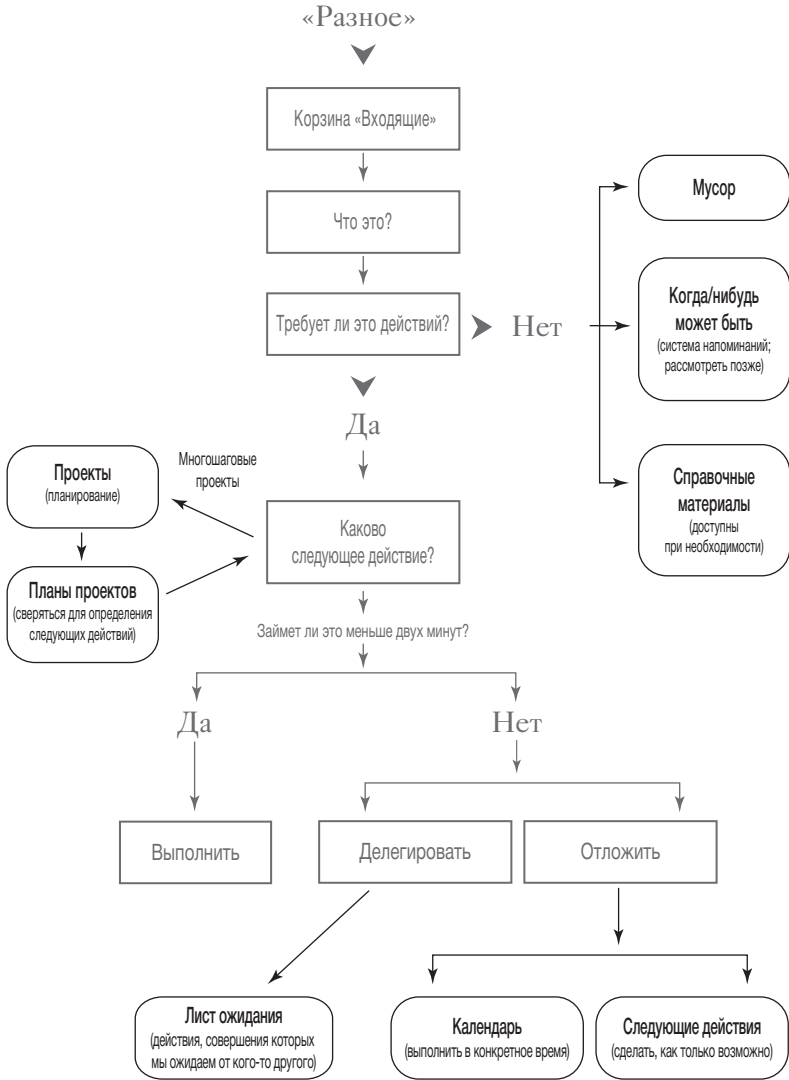 «Разное»
Корзина «Входящие»
Что это?
Требует ли это действий?
Нет
Мусор
Когда/нибудь
может быть
(система напоминаний;
рассмотреть позже)
Справочные
материалы
(доступны
при необходимости)
Да
Многошаговые
проекты
Проекты
(планирование)
Планы проектов
(сверяться для определения
следующих действий)
Каково
следующее действие?
Займет ли это меньше двух минут?
Да
Нет
Выполнить
Делегировать
Отложить
Лист ожидания
(действия, совершения которых
мы ожидаем от кого-то другого)
Календарь
(выполнить в конкретное время)
Следующие действия
(сделать, как только возможно)